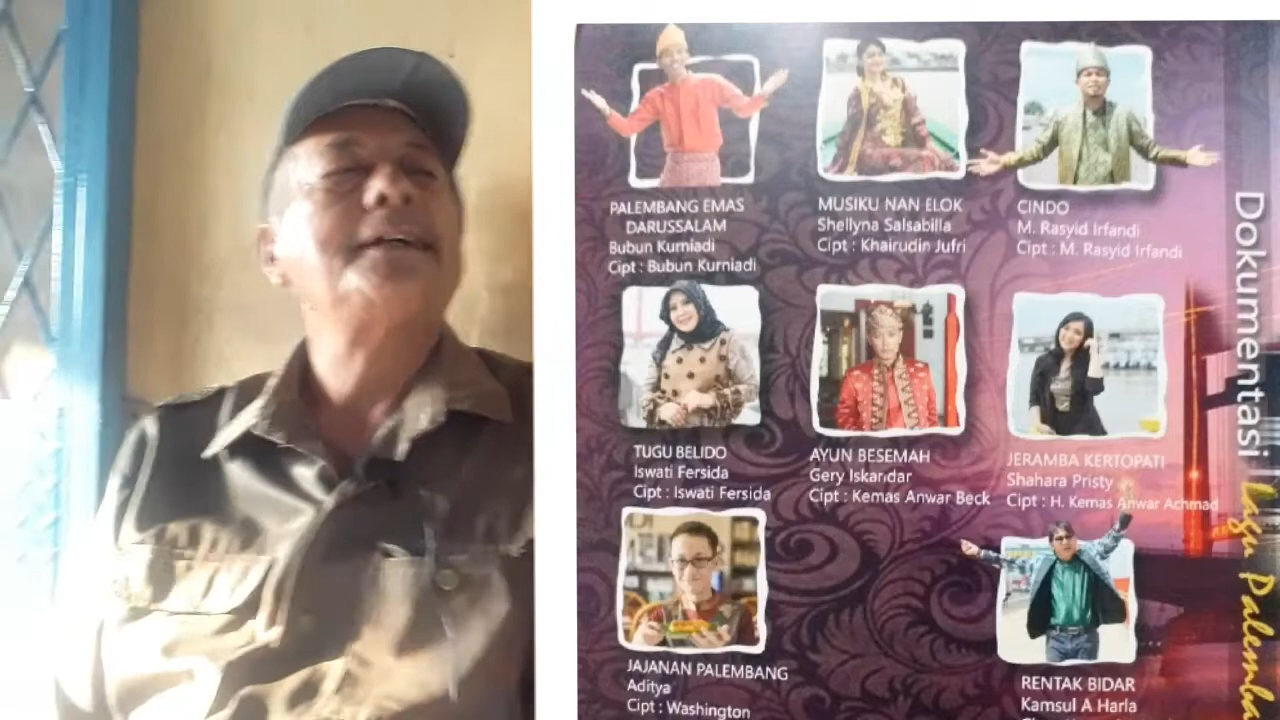 PALEMBANG EMAS
DARUSSALAM
Bubun Kurniadi
Cipt : Bubun Kurniadi
MUSIKU NAN ELOK
Shellyna Salsabilla
Cipt : Khairudin Jufri
CINDO
M. Rasyid Irfandi
Cipt : M. Rasyid Irfandi
TUGU BELIDO
Iswati Fersida
Cipt : Iswati Fersida
AYUN BESEMAH
Gery Iskandar
Cipt : Kemas Anwar Beck
JERAMBA KERTOPATI
Shahara Pristy
Cipt : H. Kemas Anwar Achmad
JAJANAN PALEMBANG
Aditya
Cipt : Washington
RENTAK BIDAR
Kamsul A Harla
Dokumentasi Lagu